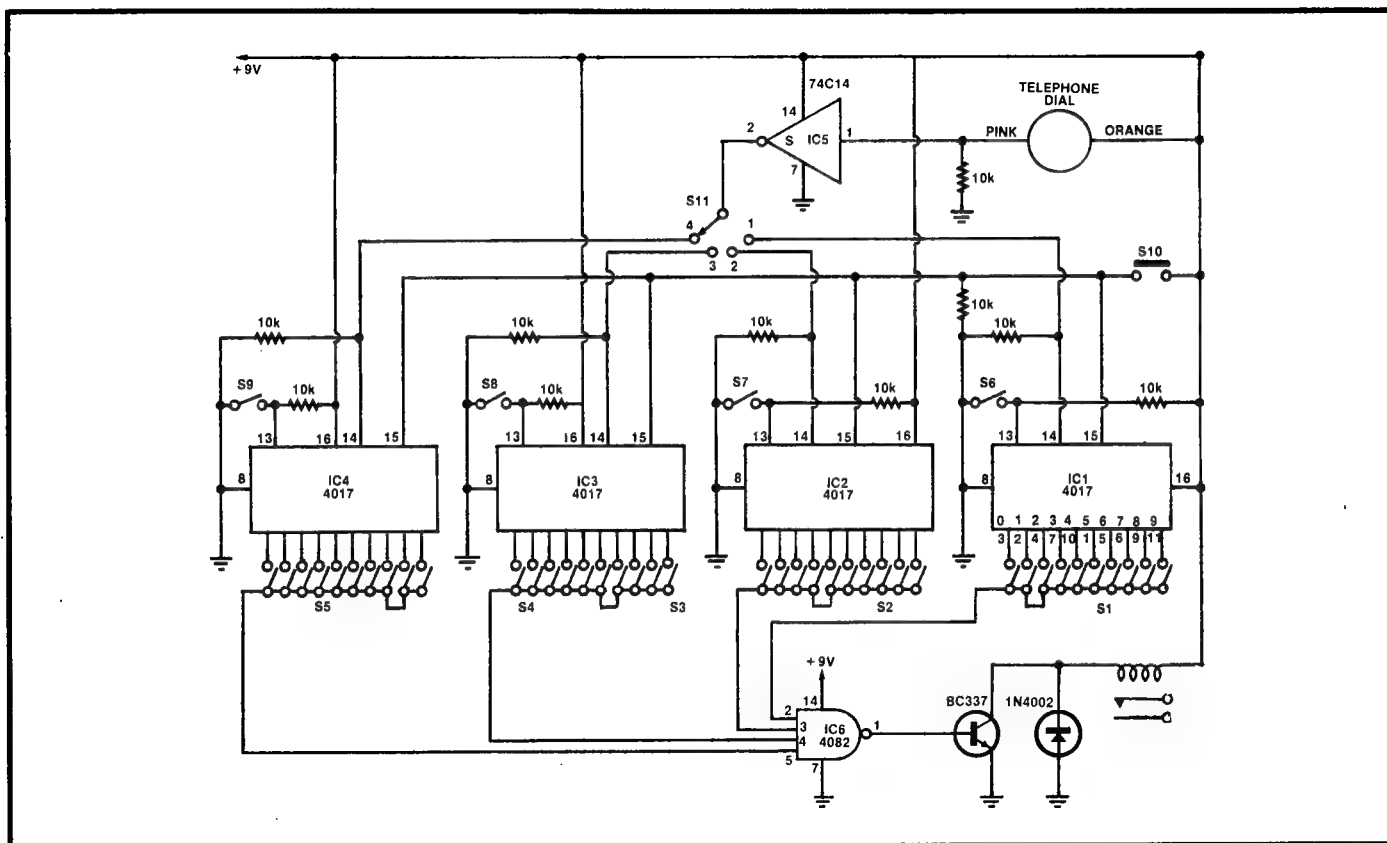 +9V
74C14
TELEPHONE
DIAL
14
2
S
IC5
1
PINK
ORANGE
7
10k
S11
4
1
3
2
S10
10k
10k
10k
10k
10k
S9
10k
S8
10k
S7
10k
S6
10k
13
16
14
15
13
16
14
15
13
14
15
16
13
14
15
8
IC4
4017
8
IC3
4017
8
IC2
4017
8
IC1
4017
16
0 1 2 3 4 5 6 7 8 9
3 2 4 7 10 1 5 6 9 11
S5
S4
S3
S2
S1
+9V
14
2
3
4
5
IC6
4082
1
7
BC337
1N4002